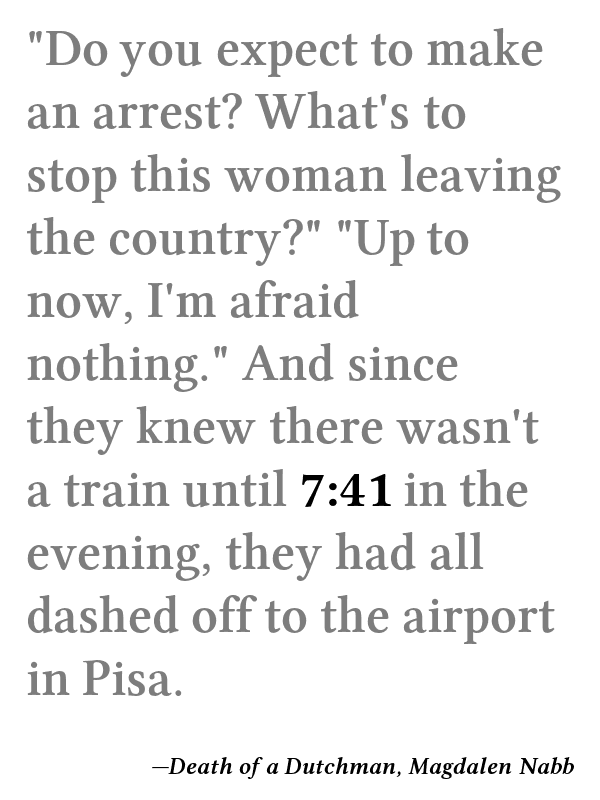 "Do you expect to make
an arrest? What's to
stop this woman leaving
the country?" "Up to
now, I'm afraid
nothing." And since
they knew there wasn't
a train until 7:41 in the
evening, they had all
dashed off to the airport
in Pisa.
—Death of a Dutchman, Magdalen Nabb